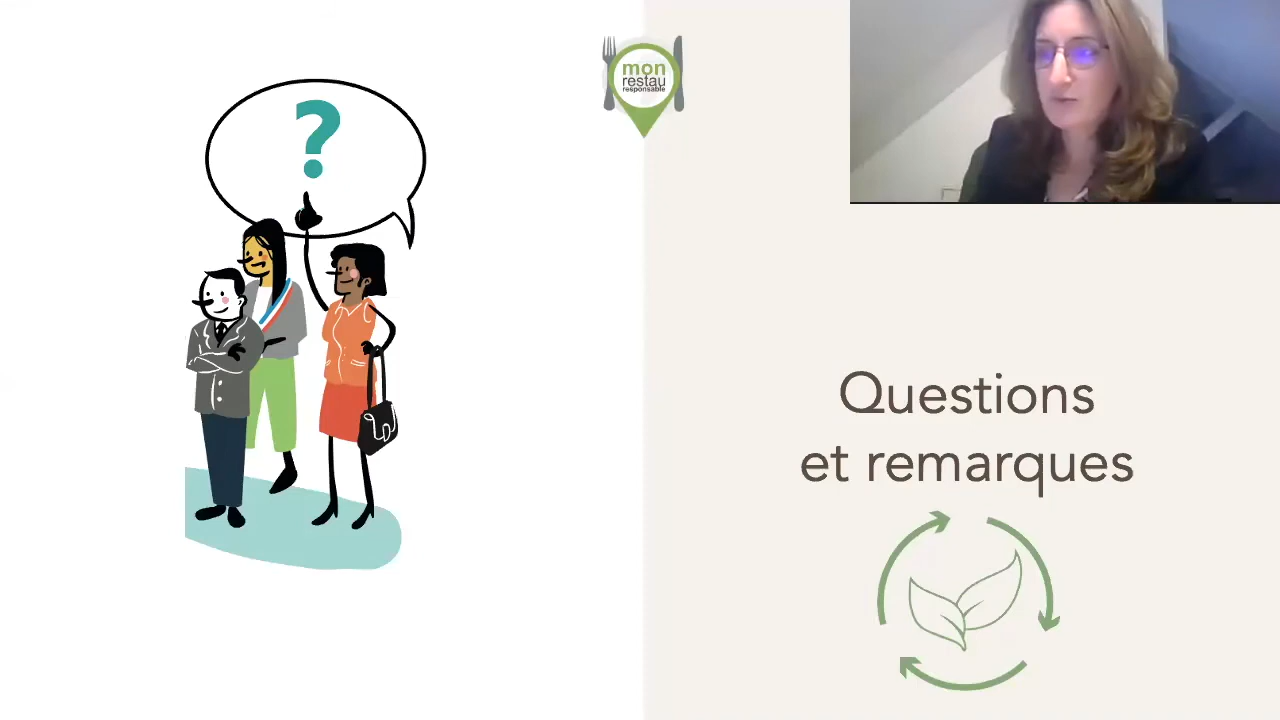 ?
mon
restau
responsable
Questions
et remarques